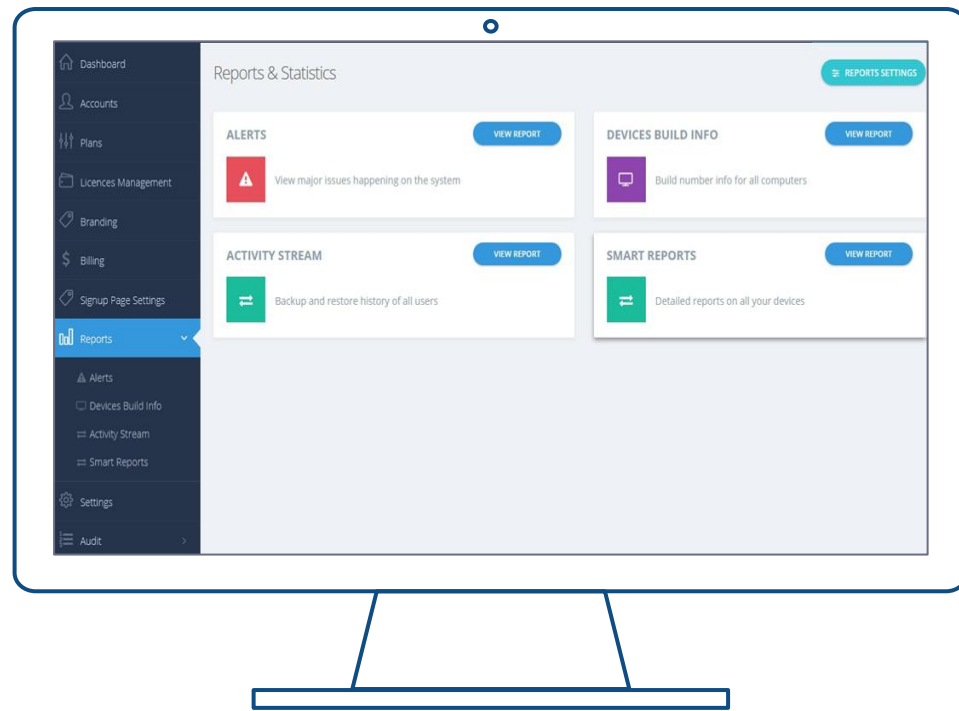 Dashboard
Accounts
Plans
Licences Management
Branding
Billing
Signup Page Settings
Reports
Alerts
Devices Build Info
Activity Stream
Smart Reports
Settings
Audit
Reports & Statistics
REPORTS SETTINGS
ALERTS
VIEW REPORT
View major issues happening on the system
DEVICES BUILD INFO
VIEW REPORT
Build number info for all computers
ACTIVITY STREAM
VIEW REPORT
Backup and restore history of all users
SMART REPORTS
VIEW REPORT
Detailed reports on all your devices